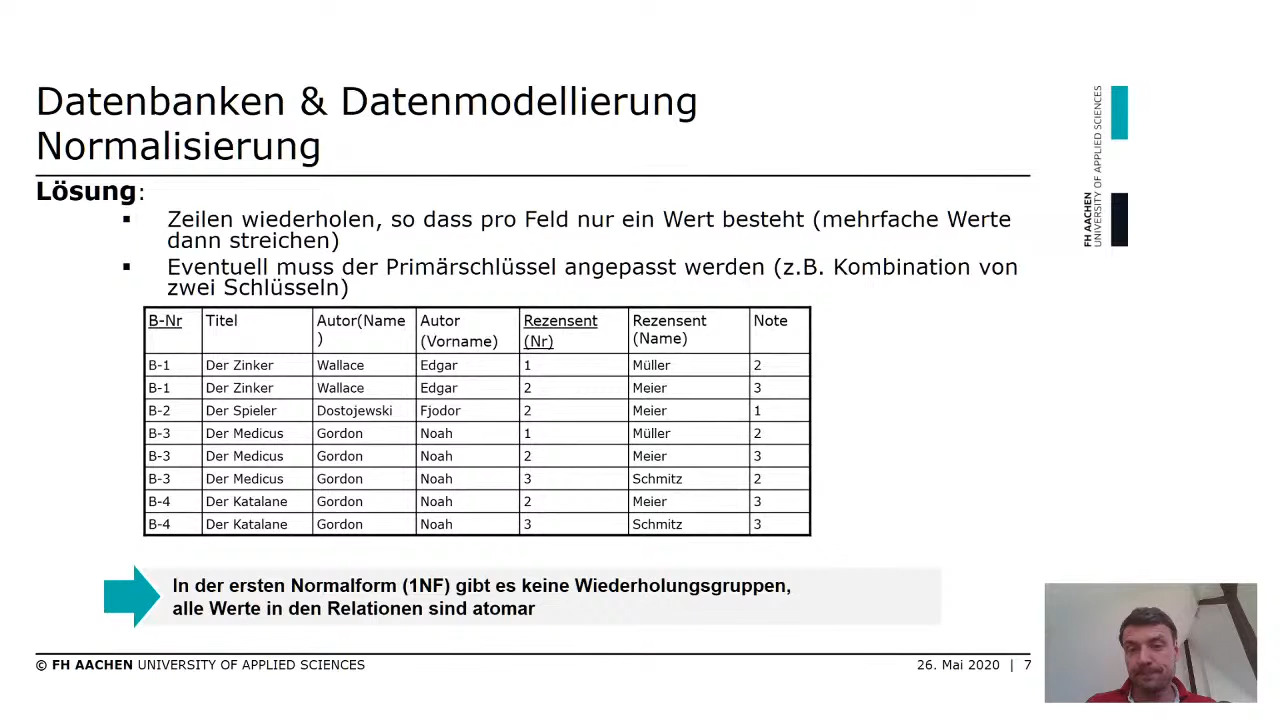 Datenbanken & Datenmodellierung
Normalisierung
FH AACHEN
UNIVERSITY OF APPLIED SCIENCES
Lösung:
▪ Zeilen wiederholen, so dass pro Feld nur ein Wert besteht (mehrfache Werte
dann streichen)
▪ Eventuell muss der Primärschlüssel angepasst werden (z.B. Kombination von
zwei Schlüsseln)
B-Nr Titel Autor(Name Autor Rezensent Rezensent Note
) (Vorname) (Nr) (Name)
B-1 Der Zinker Wallace Edgar 1 Müller 2
B-1 Der Zinker Wallace Edgar 2 Meier 3
B-2 Der Spieler Dostojewski Fjodor 2 Meier 1
B-3 Der Medicus Gordon Noah 1 Müller 2
B-3 Der Medicus Gordon Noah 2 Meier 3
B-3 Der Medicus Gordon Noah 3 Schmitz 2
B-4 Der Katalane Gordon Noah 2 Meier 3
B-4 Der Katalane Gordon Noah 3 Schmitz 3
In der ersten Normalform (1NF) gibt es keine Wiederholungsgruppen,
alle Werte in den Relationen sind atomar
© FH AACHEN UNIVERSITY OF APPLIED SCIENCES
26. Mai 2020 | 7